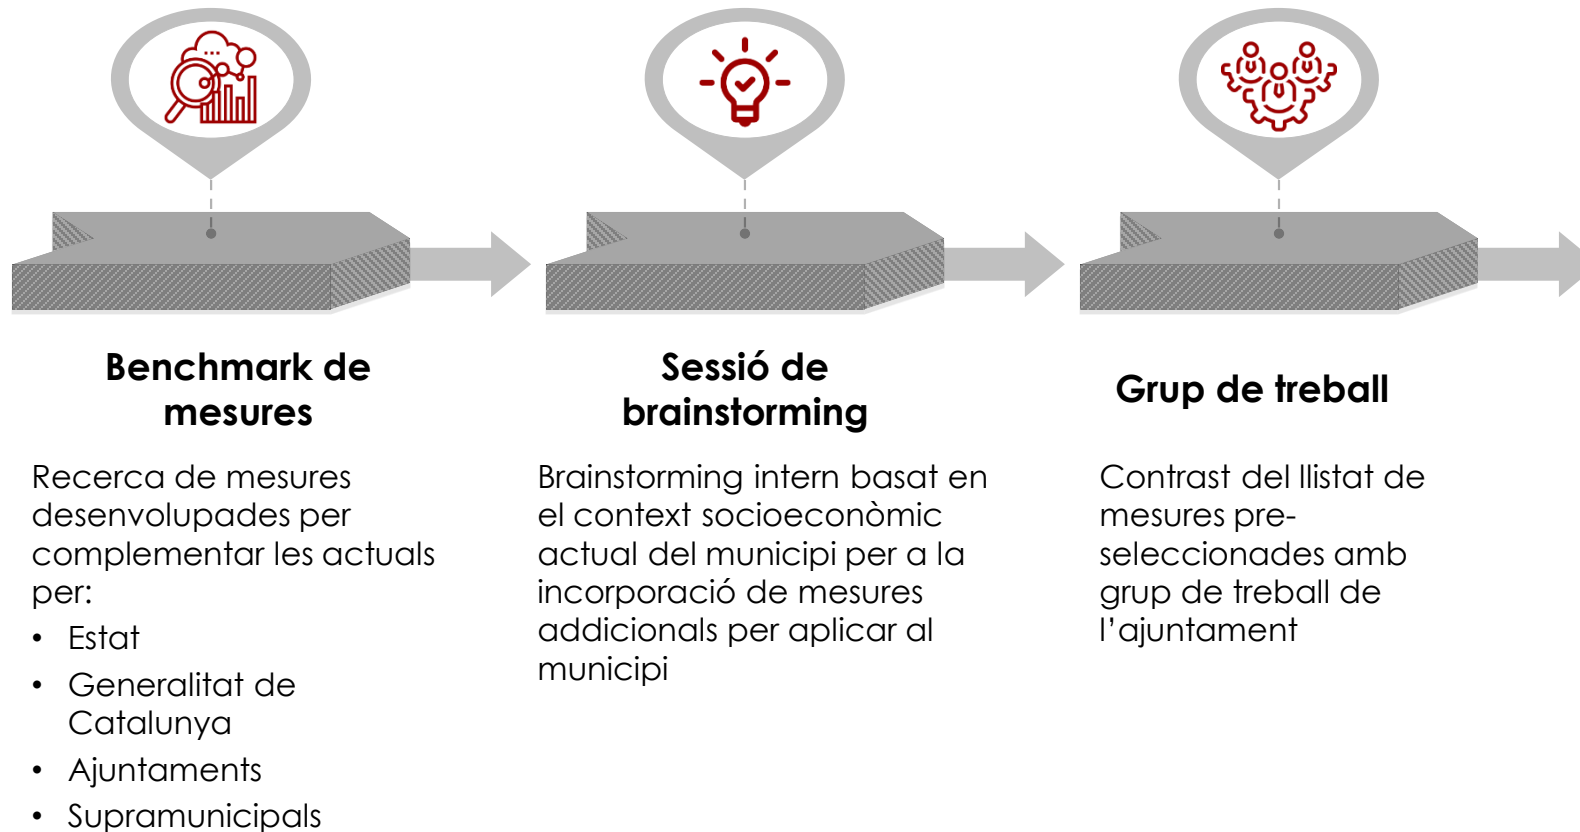 Benchmark de
mesures
Recerca de mesures
desenvolupades per
complementar les actuals
per:
• Estat
• Generalitat de
Catalunya
• Ajuntaments
• Supramunicipals
Sessió de
brainstorming
Brainstorming intern basat en
el context socioeconòmic
actual del municipi per a la
incorporació de mesures
addicionals per aplicar al
municipi
Grup de treball
Contrast del llistat de
mesures pre-
seleccionades amb
grup de treball de
l’ajuntament